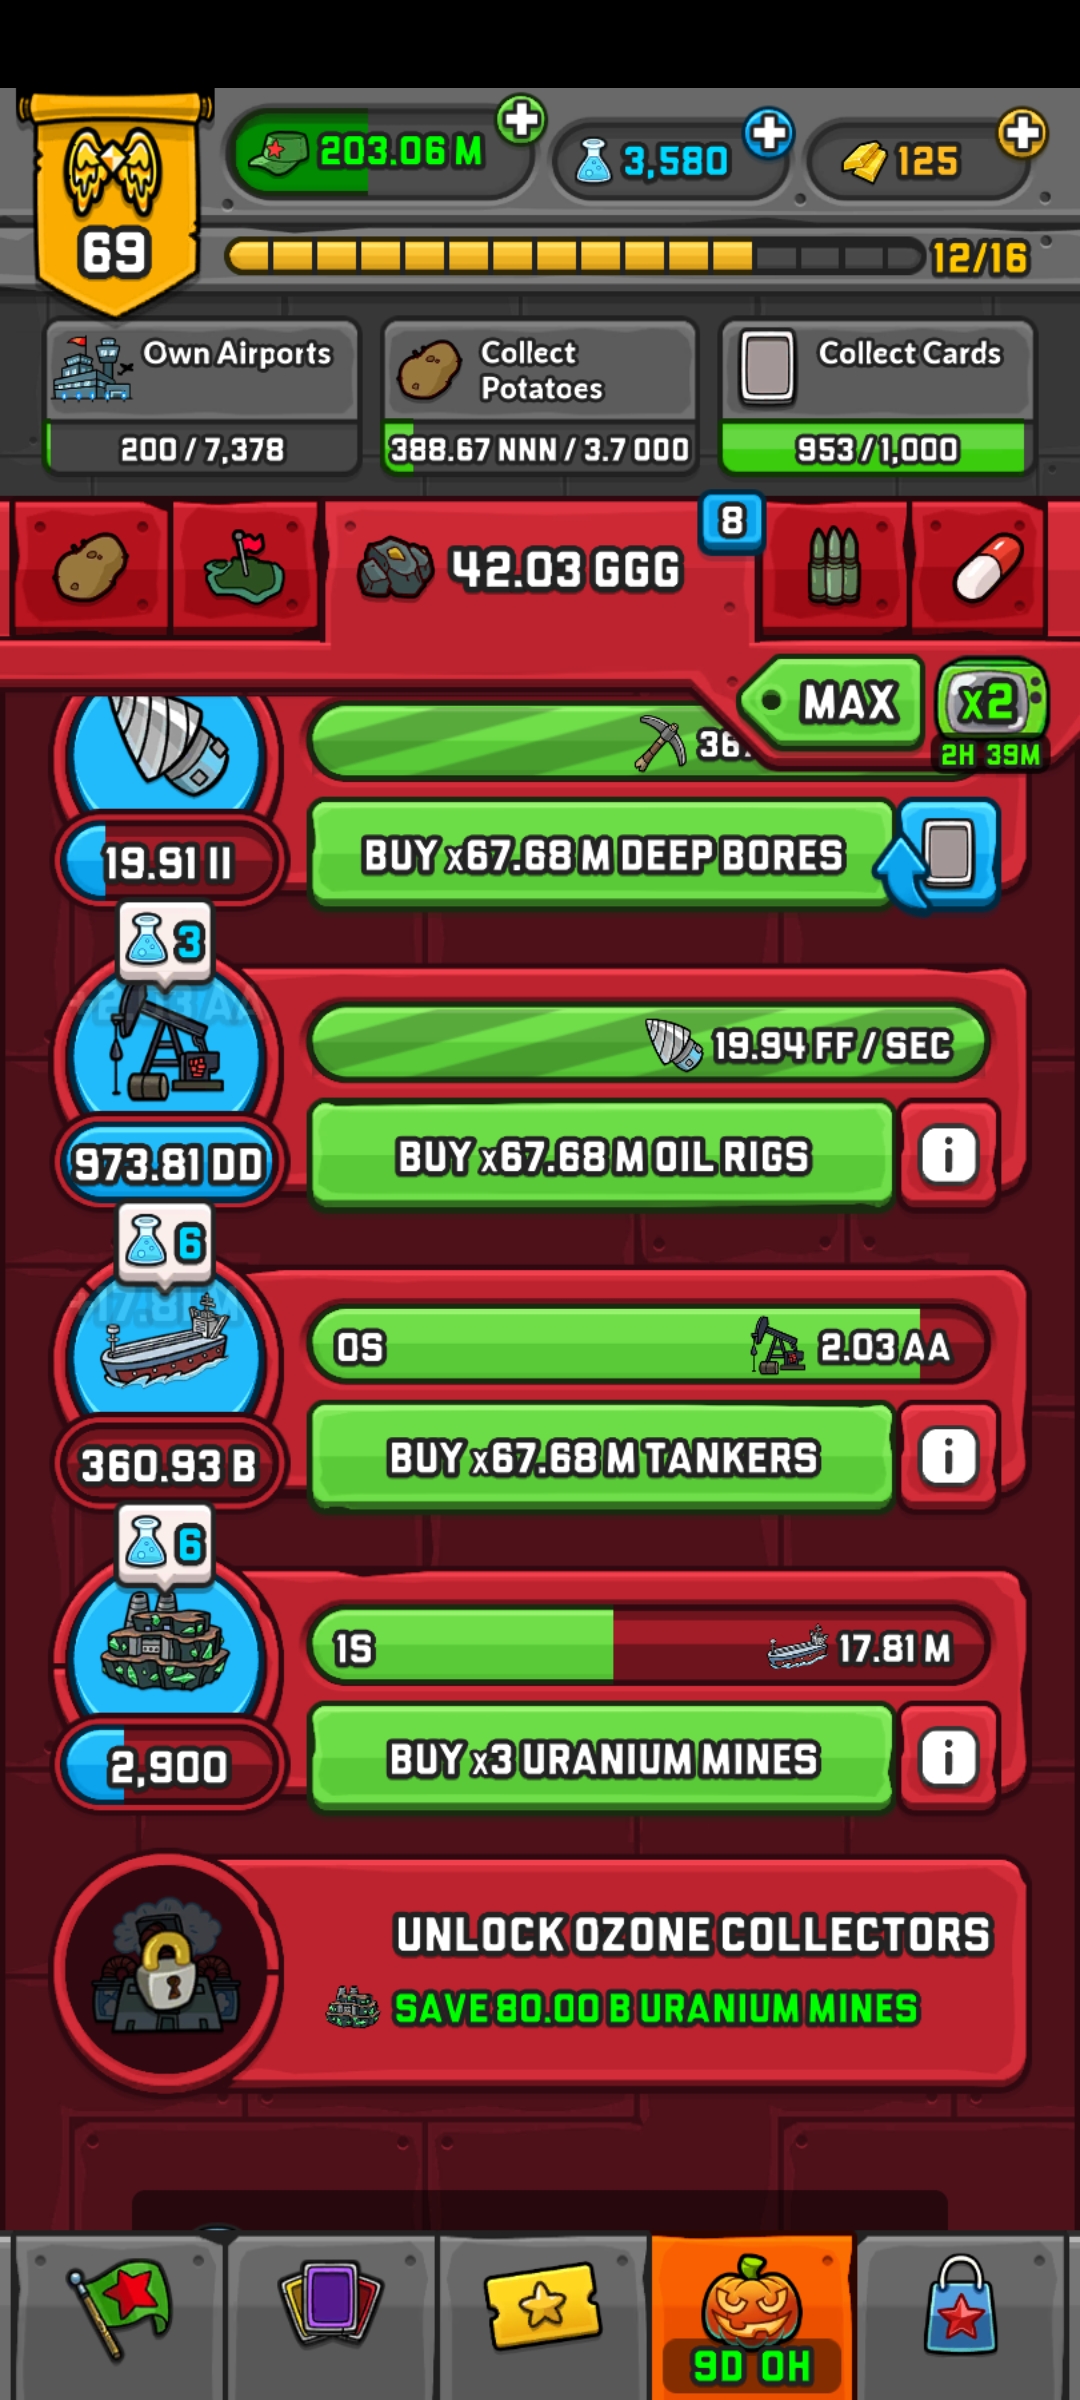 69
203.06 M
3,580
125
12/16
Own Airports
200 / 7,378
Collect
Potatoes
388.67 NNN / 3.7 OOO
Collect Cards
953 / 1,000
42.03 GGG
8
MAX
x2
2H 39M
36.
19.91 II
BUY x67.68 M DEEP BORES
3
19.94 FF / SEC
973.81 DD
BUY x67.68 M OIL RIGS
i
6
0S
2.03 AA
360.93 B
BUY x67.68 M TANKERS
i
6
1S
17.81 M
2,900
BUY x3 URANIUM MINES
i
UNLOCK OZONE COLLECTORS
SAVE 80.00 B URANIUM MINES
9D 0H